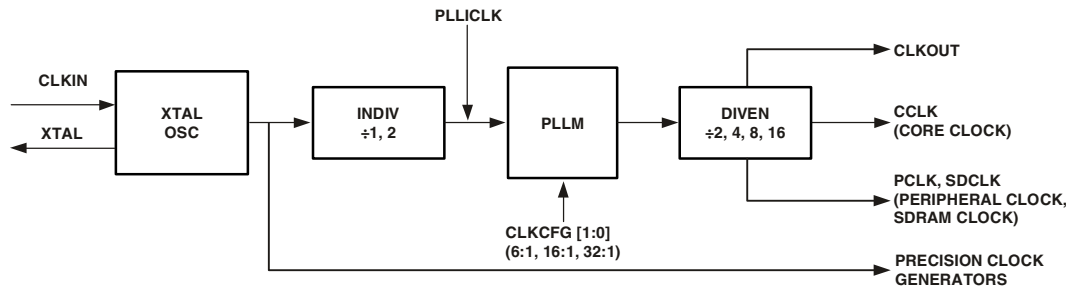 PLLICLK
CLKOUT
CLKIN
XTAL
XTAL
OSC
INDIV
÷1, 2
PLLM
DIVEN
÷2, 4, 8, 16
CCLK
(CORE CLOCK)
PCLK, SDCLK
(PERIPHERAL CLOCK,
SDRAM CLOCK)
CLKCFG [1:0]
(6:1, 16:1, 32:1)
PRECISION CLOCK
GENERATORS